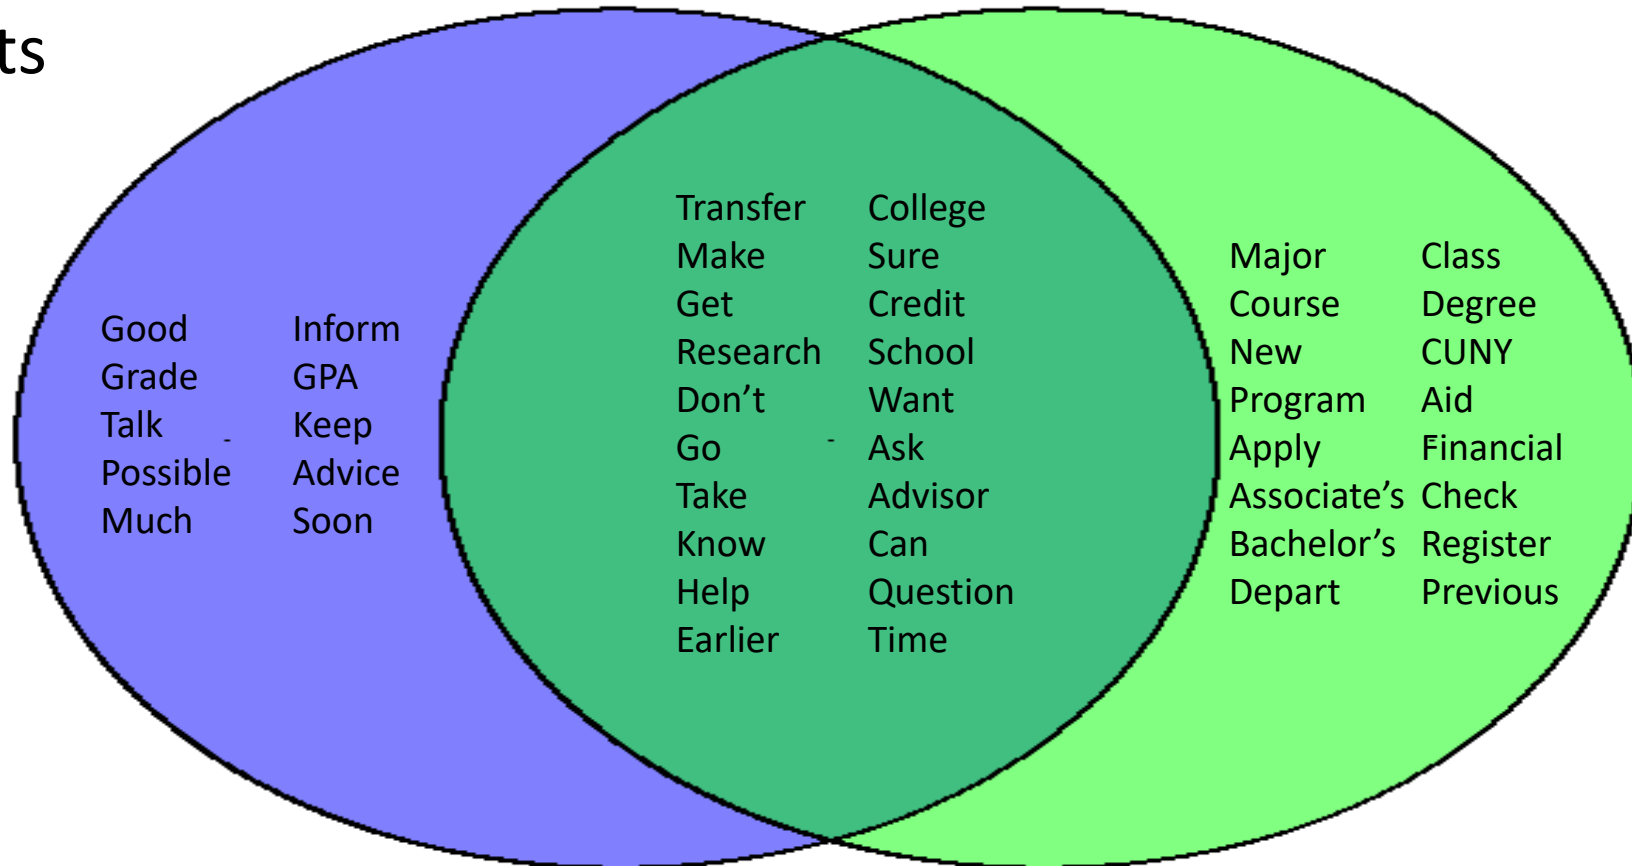 ts
Good Inform
Grade GPA
Talk Keep
Possible Advice
Much Soon
Transfer College
Make Sure
Get Credit
Research School
Don’t Want
Go Ask
Take Advisor
Know Can
Help Question
Earlier Time
Major Class
Course Degree
New CUNY
Program Aid
Apply Financial
Associate’s Check
Bachelor’s Register
Depart Previous